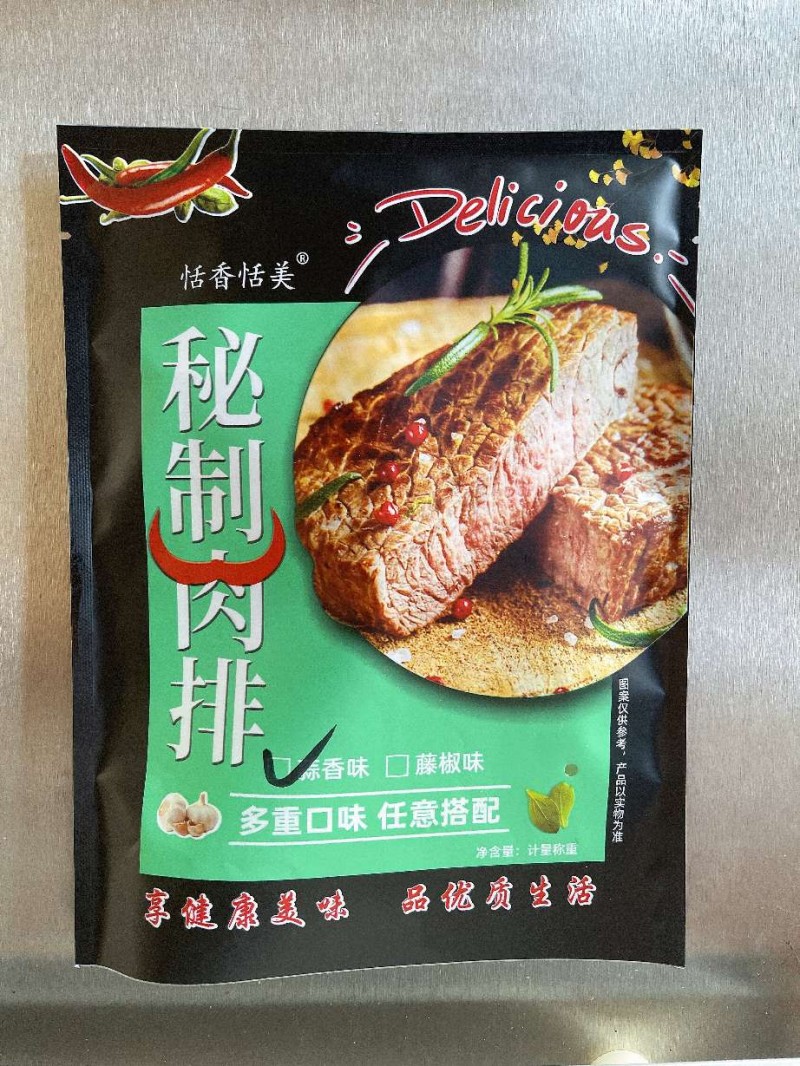 Delicious
恬香恬美®
秘制肉排
蒜香味 藤椒味
多重口味 任意搭配
净含量：计量称重
图案仅供参考，产品以实物为准
享健康美味 品优质生活